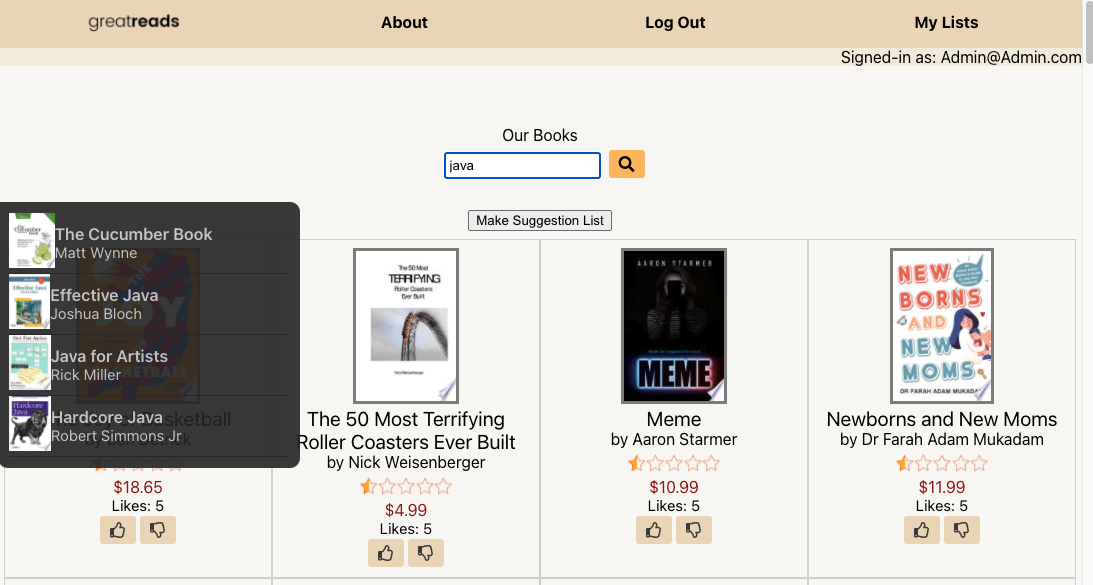 greatreads
About
Log Out
My Lists
Signed-in as: Admin@Admin.com
Our Books
java
Make Suggestion List
The Cucumber Book
Matt Wynne
Effective Java
Joshua Bloch
Java for Artists
Rick Miller
Hardcore Java
Robert Simmons Jr
Basketball
$18.65
Likes: 5
The 50 Most
TERRIFYING
Roller Coasters
Ever Built
Nick Weisenberger
The 50 Most Terrifying
Roller Coasters Ever Built
by Nick Weisenberger
$4.99
Likes: 5
AARON STARMER
MEME
Meme
by Aaron Starmer
$10.99
Likes: 5
NEW
BORNS
AND
NEW
MOMS
DR FARAH ADAM MUKADAM
Newborns and New Moms
by Dr Farah Adam Mukadam
$11.99
Likes: 5